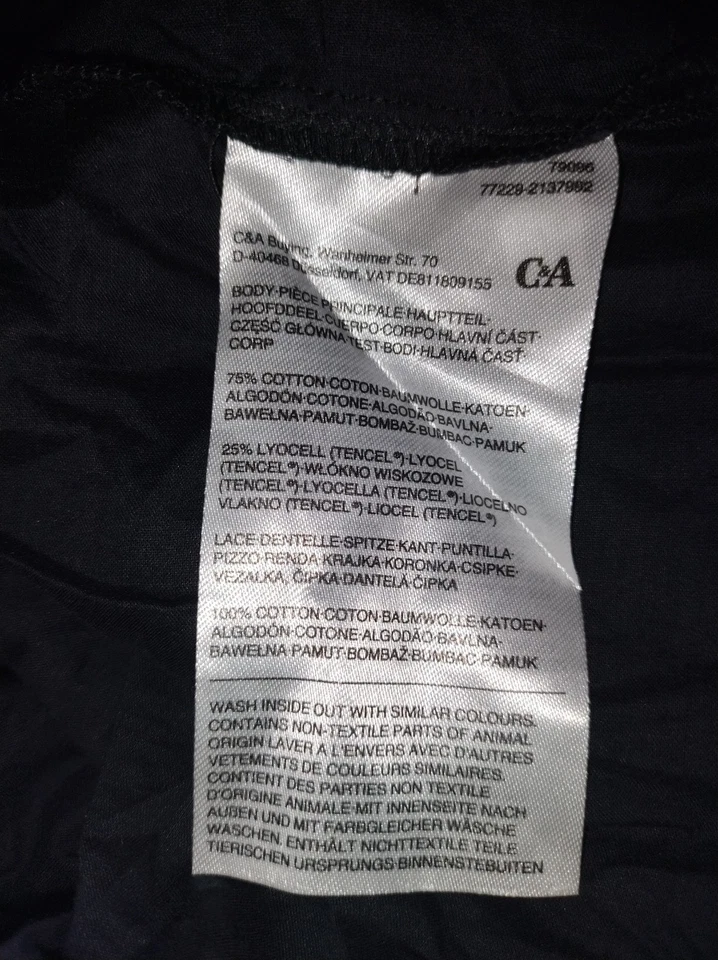 79096
77229-2137992
C&A Buying, Wanheimer Str. 70
D-40468 Düsseldorf, VAT DE811809155
C&A
BODY·PIÈCE PRINCIPALE·HAUPTTEIL·
HOOFDDEEL·CUERPO·CORPO·HLAVNÍ ČÁST·
CZĘŚĆ GŁÓWNA·TEST·BODI·HLAVNÁ ČASŤ·
CORP
75% COTTON·COTON·BAUMWOLLE·KATOEN·
ALGODÓN·COTONE·ALGODÃO·BAVLNA·
BAWEŁNA·PAMUT·BOMBAŽ·BUMBAC·PAMUK
25% LYOCELL (TENCEL®)·LYOCEL
(TENCEL®)·WŁÓKNO WISKOZOWE
(TENCEL®)·LYOCELLA (TENCEL®)·LIOCELNO
VLAKNO (TENCEL®)·LIOCEL (TENCEL®)
LACE·DENTELLE·SPITZE·KANT·PUNTILLA·
PIZZO·RENDA·KRAJKA·KORONKA·CSIPKE·
VEZALKA, ČIPKA·DANTELĂ·ČIPKA
100% COTTON·COTON·BAUMWOLLE·KATOEN·
ALGODÓN·COTONE·ALGODÃO·BAVLNA·
BAWEŁNA·PAMUT·BOMBAŽ·BUMBAC·PAMUK
WASH INSIDE OUT WITH SIMILAR COLOURS.
CONTAINS NON-TEXTILE PARTS OF ANIMAL
ORIGIN·LAVER A L'ENVERS AVEC D'AUTRES
VETEMENTS DE COULEURS SIMILAIRES.
CONTIENT DES PARTIES NON TEXTILE
D'ORIGINE ANIMALE·MIT INNENSEITE NACH
AUßEN UND MIT FARBGLEICHER WÄSCHE
WASCHEN. ENTHÄLT NICHTTEXTILE TEILE
TIERISCHEN URSPRUNGS·BINNENSTEBUITEN